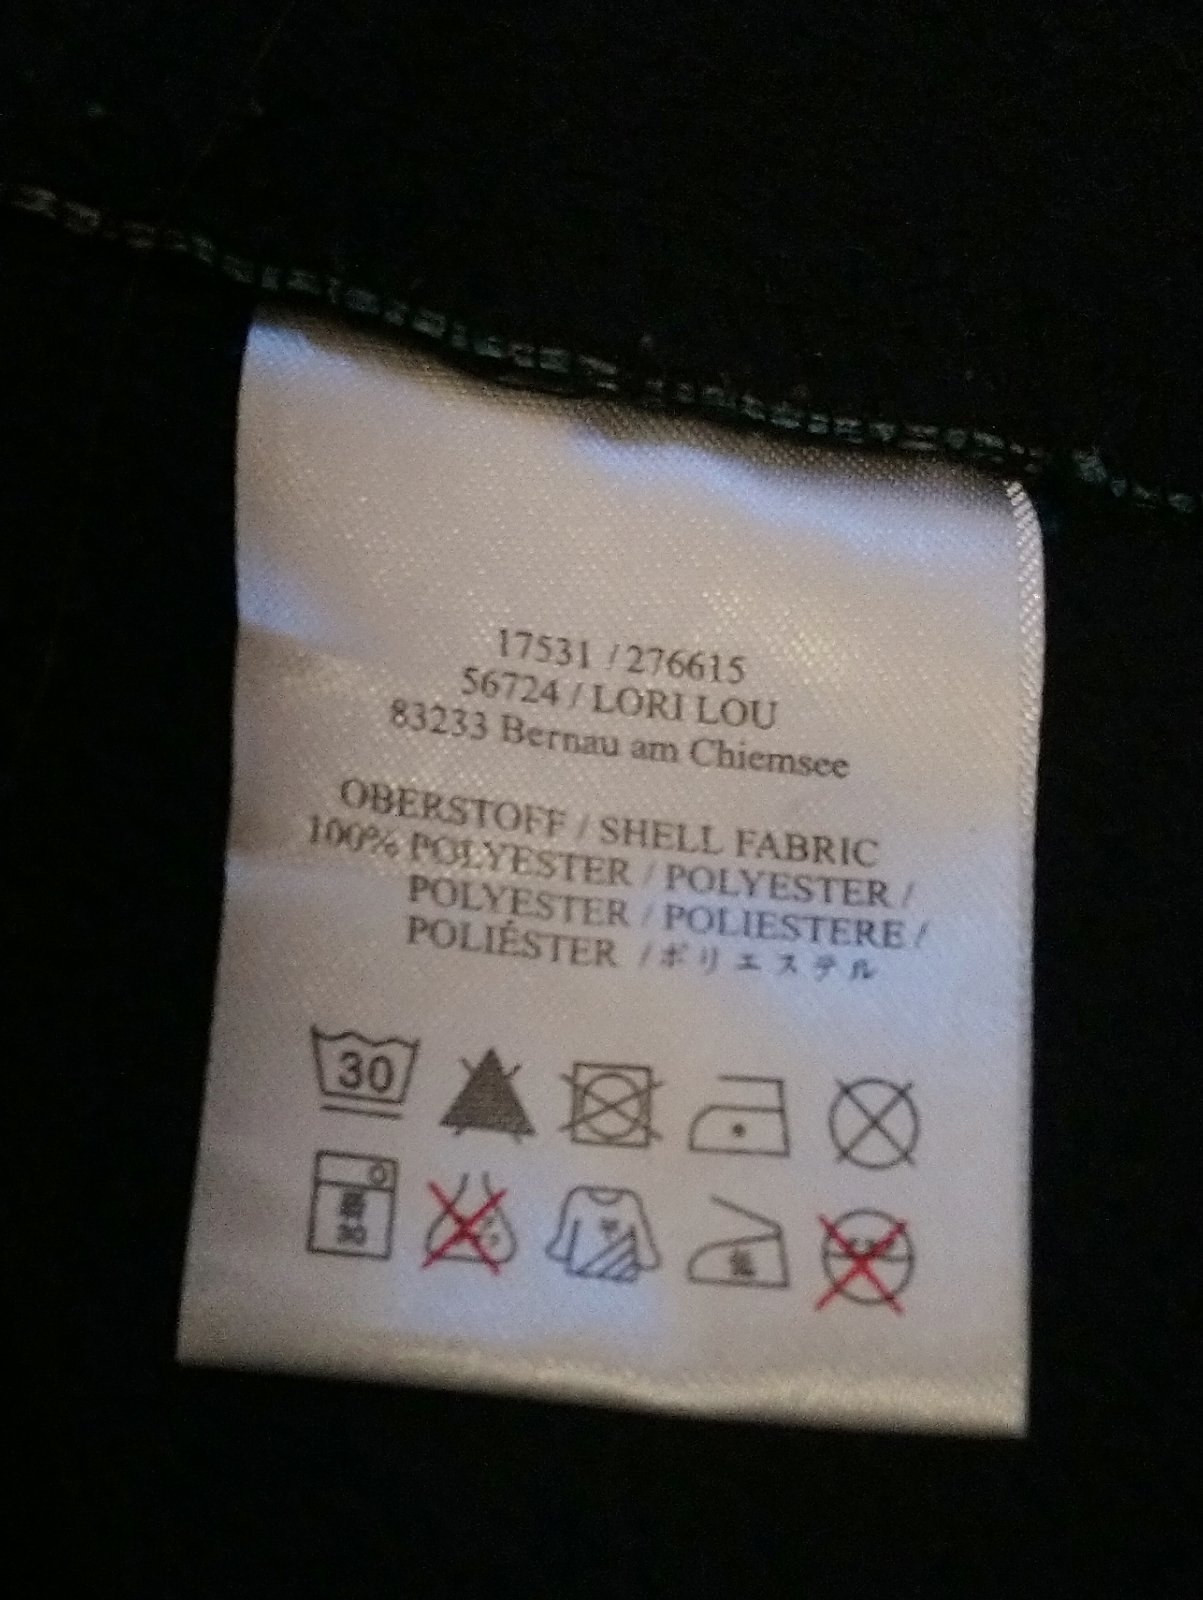 17531 / 276615
56724 / LORI LOU
83233 Bernau am Chiemsee
OBERSTOFF / SHELL FABRIC
100% POLYESTER / POLYESTER /
POLYESTER / POLIESTERE /
POLIÉSTER / ポリエステル
30
30